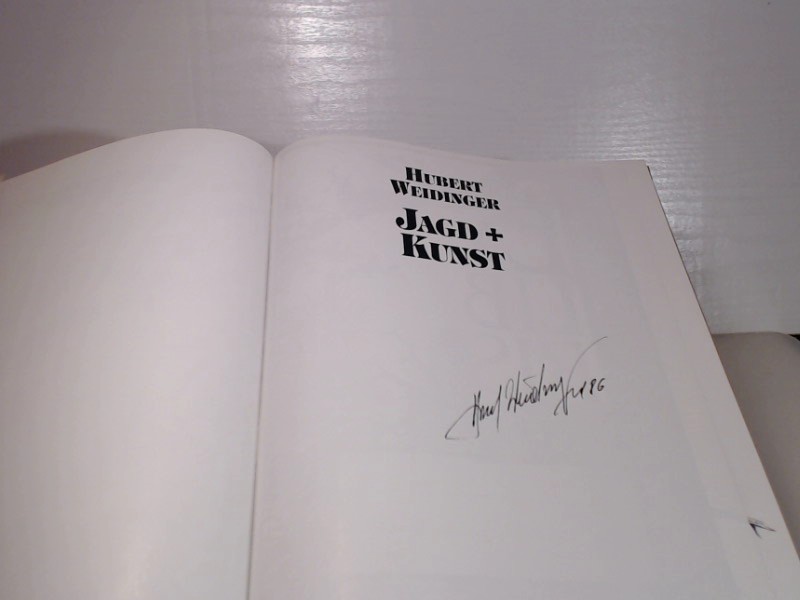 HUBERT
WEIDINGER
JAGD +
KUNST